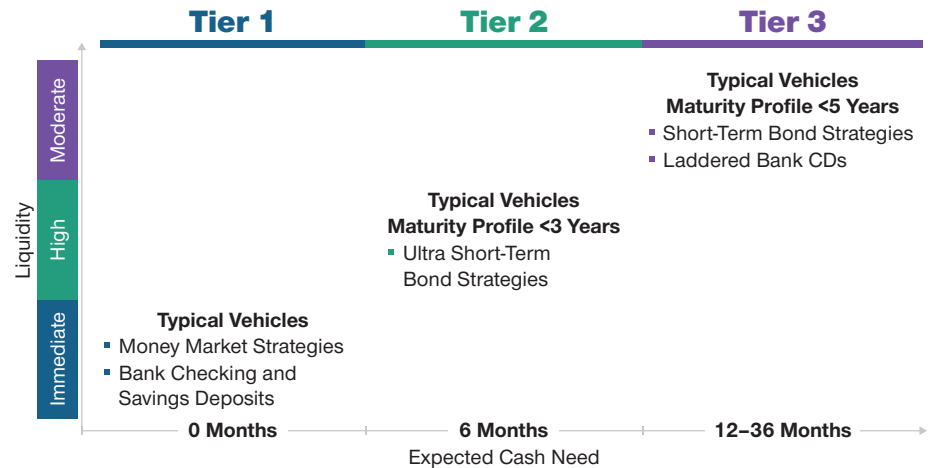 Tier 1
Tier 2
Tier 3
Liquidity
Moderate
High
Immediate
Typical Vehicles
Maturity Profile <5 Years
Short-Term Bond Strategies
Laddered Bank CDs
Typical Vehicles
Maturity Profile <3 Years
Ultra Short-Term
Bond Strategies
Typical Vehicles
Money Market Strategies
Bank Checking and
Savings Deposits
0 Months
6 Months
12–36 Months
Expected Cash Need